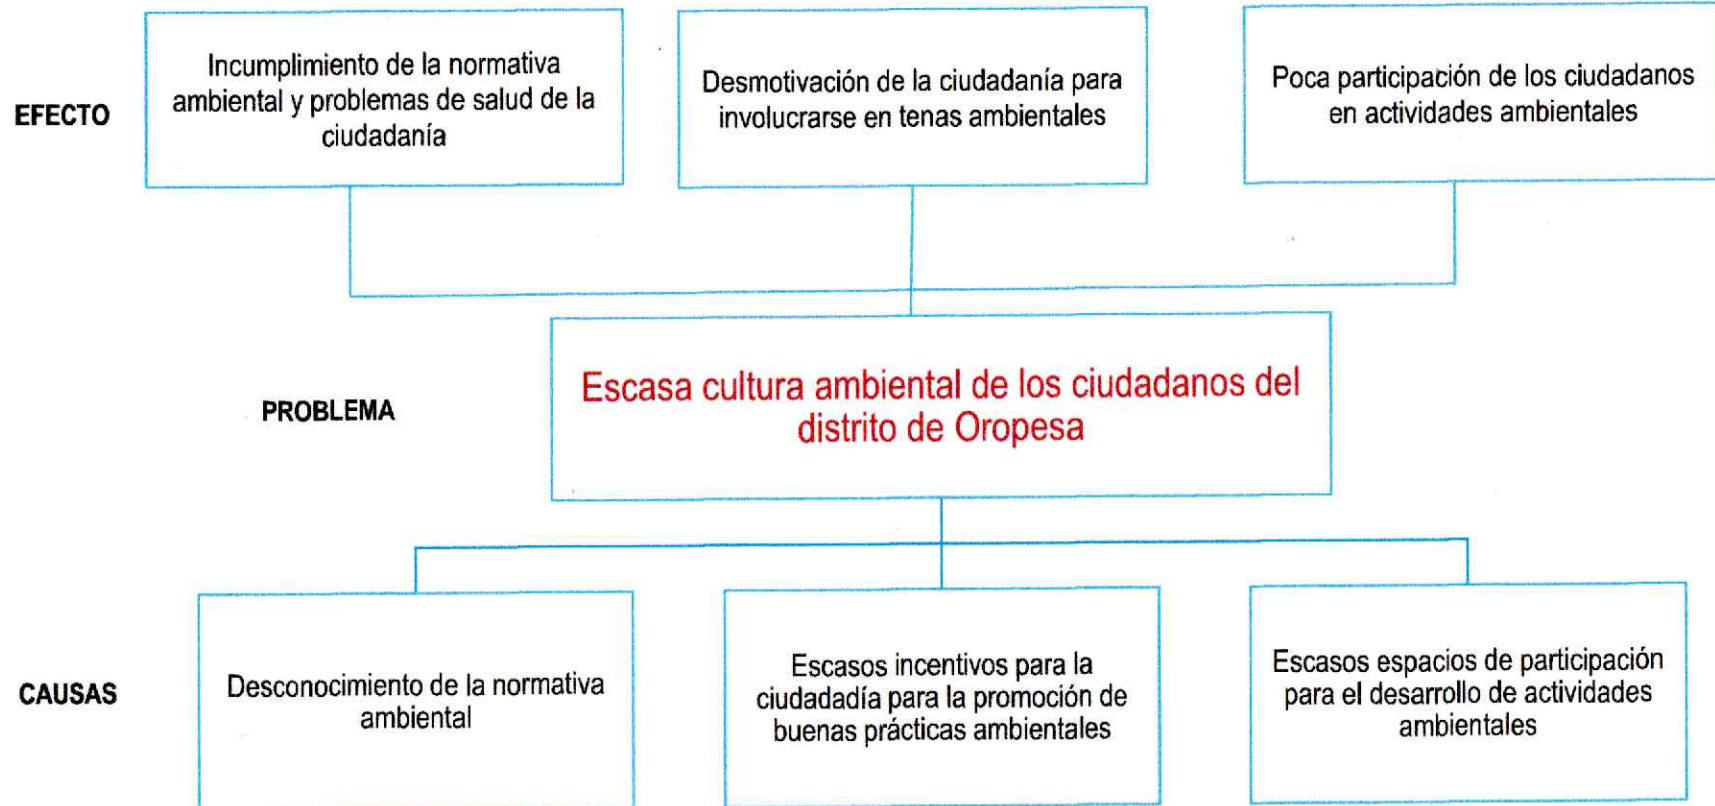 EFECTO
Incumplimiento de la normativa
ambiental y problemas de salud de la
ciudadanía
Desmotivación de la ciudadanía para
involucrarse en tenas ambientales
Poca participación de los ciudadanos
en actividades ambientales
PROBLEMA
Escasa cultura ambiental de los ciudadanos del
distrito de Oropesa
CAUSAS
Desconocimiento de la normativa
ambiental
Escasos incentivos para la
ciudadadía para la promoción de
buenas prácticas ambientales
Escasos espacios de participación
para el desarrollo de actividades
ambientales